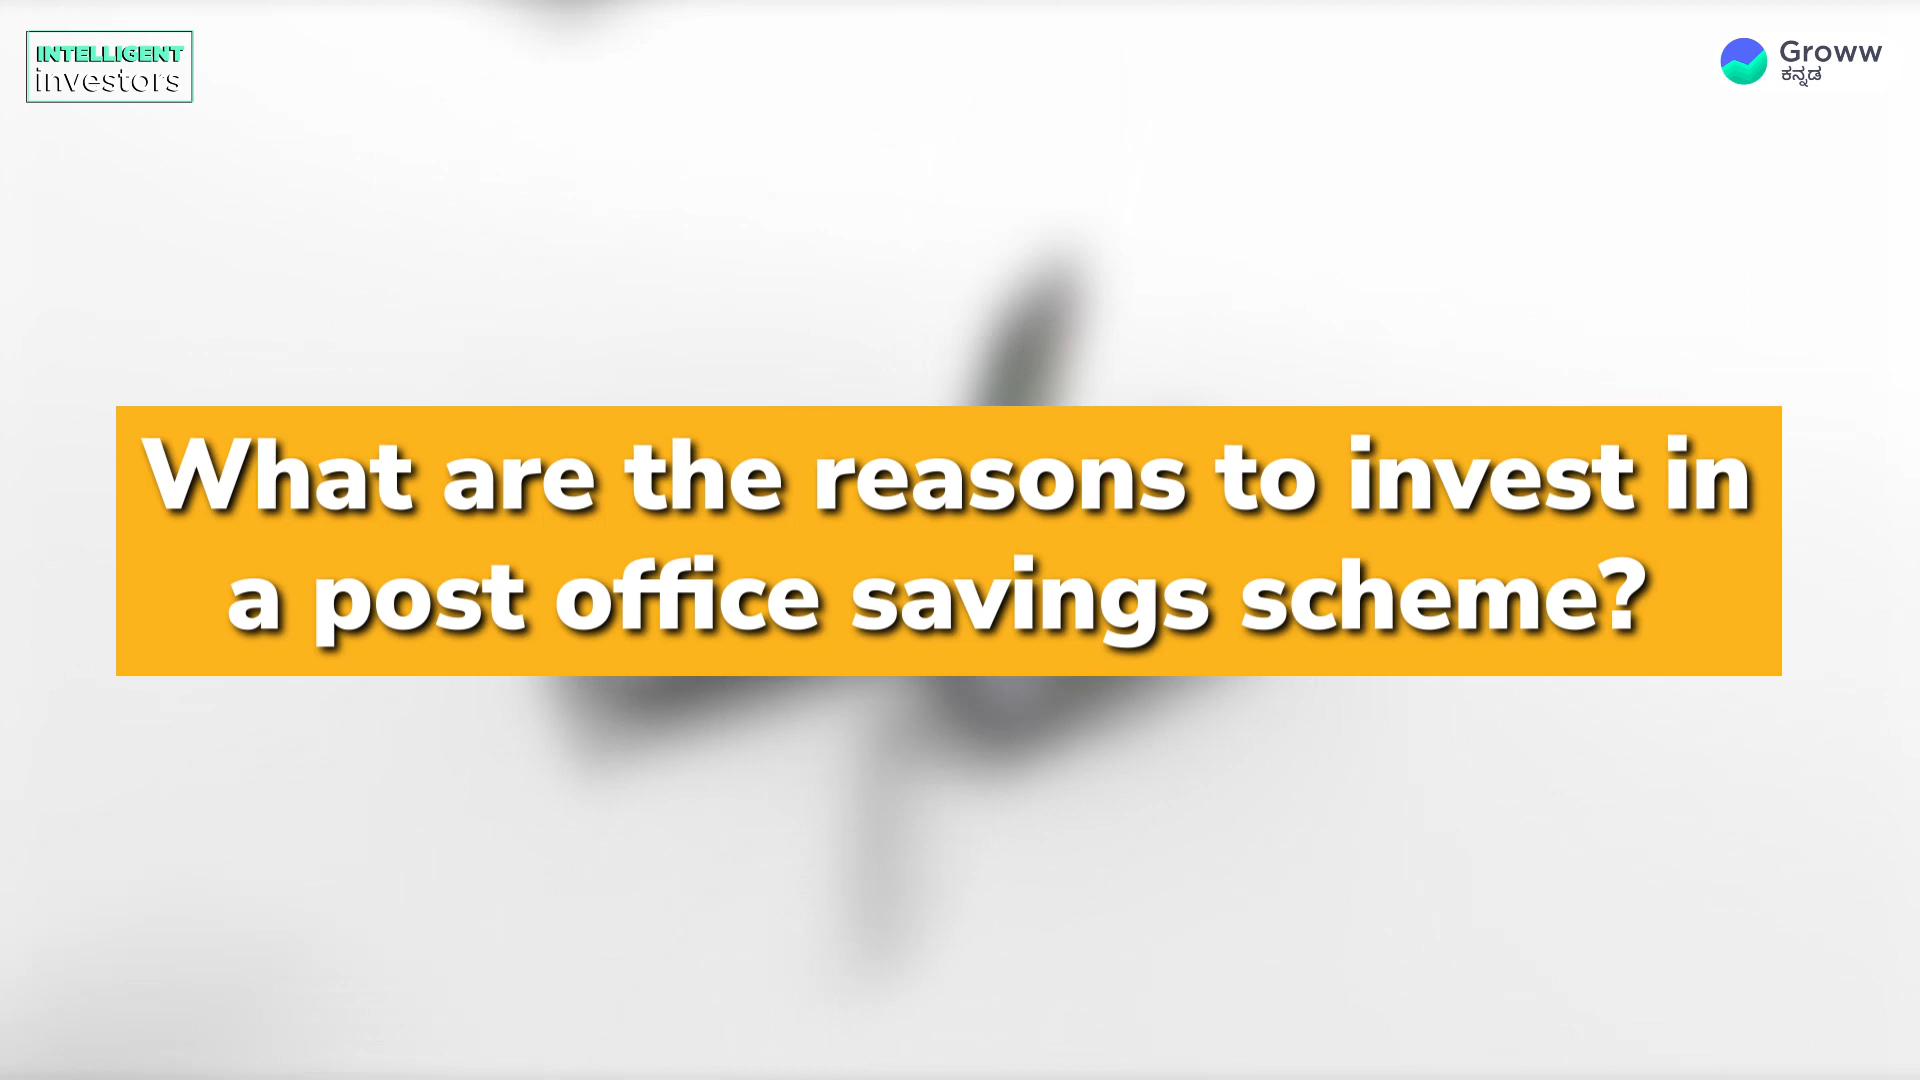 INTELLIGENT
investors
Groww
ಕನ್ನಡ
What are the reasons to invest in
a post office savings scheme?